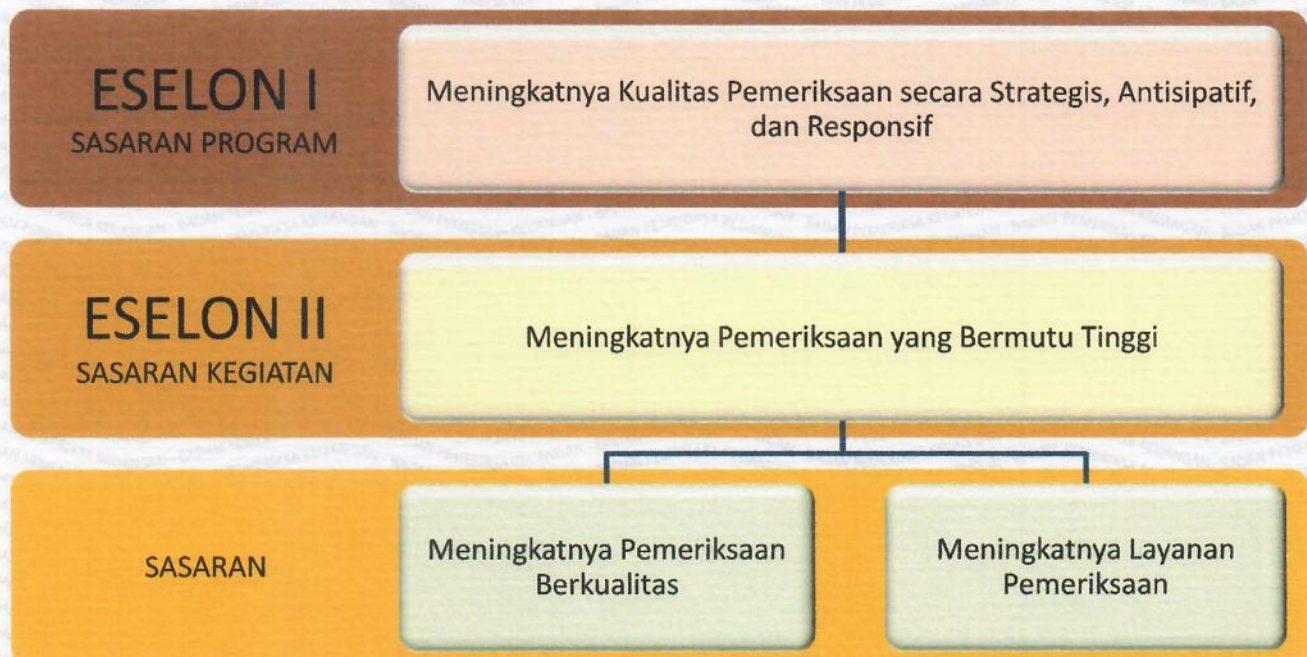 ESELON I
SASARAN PROGRAM
Meningkatnya Kualitas Pemeriksaan secara Strategis, Antisipatif,
dan Responsif
ESELON II
SASARAN KEGIATAN
Meningkatnya Pemeriksaan yang Bermutu Tinggi
SASARAN
Meningkatnya Pemeriksaan
Berkualitas
Meningkatnya Layanan
Pemeriksaan